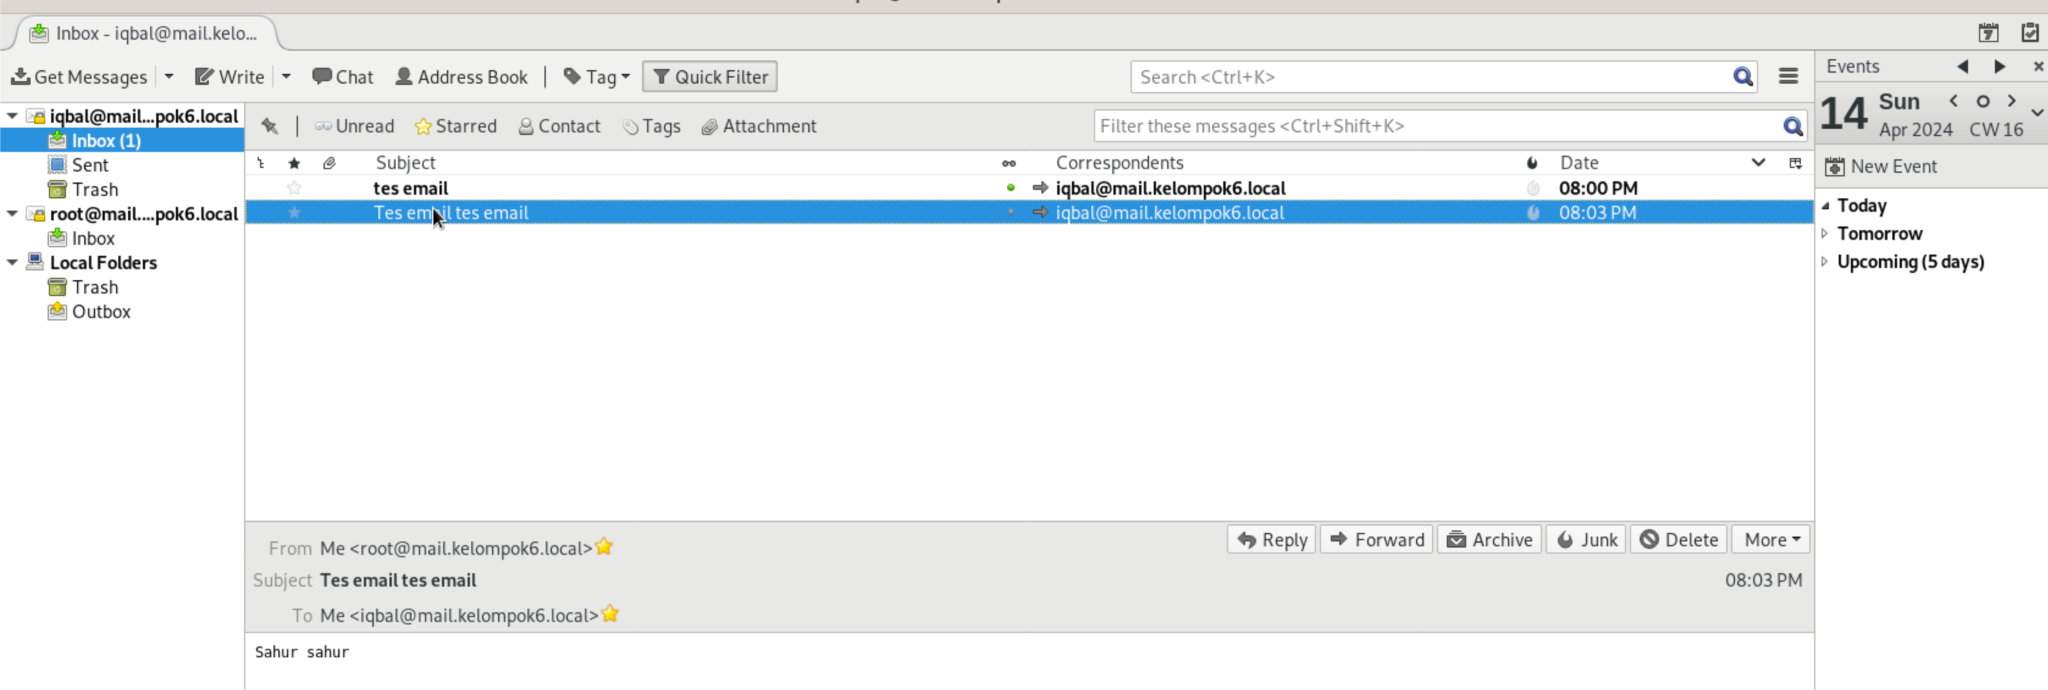 Inbox - iqbal@mail.kelo...
7
Get Messages Write Chat Address Book Tag Quick Filter Search <Ctrl+K>
Events
iqbal@mail...pok6.local
Inbox (1)
Sent
Trash
root@mail....pok6.local
Inbox
Local Folders
Trash
Outbox
Unread Starred Contact Tags Attachment Filter these messages <Ctrl+Shift+K>
Subject Correspondents Date
tes email iqbal@mail.kelompok6.local 08:00 PM
Tes email tes email iqbal@mail.kelompok6.local 08:03 PM
From Me <root@mail.kelompok6.local> Reply Forward Archive Junk Delete More
Subject Tes email tes email 08:03 PM
To Me <iqbal@mail.kelompok6.local>
Sahur sahur
14 Sun
Apr 2024 CW 16
New Event
Today
Tomorrow
Upcoming (5 days)